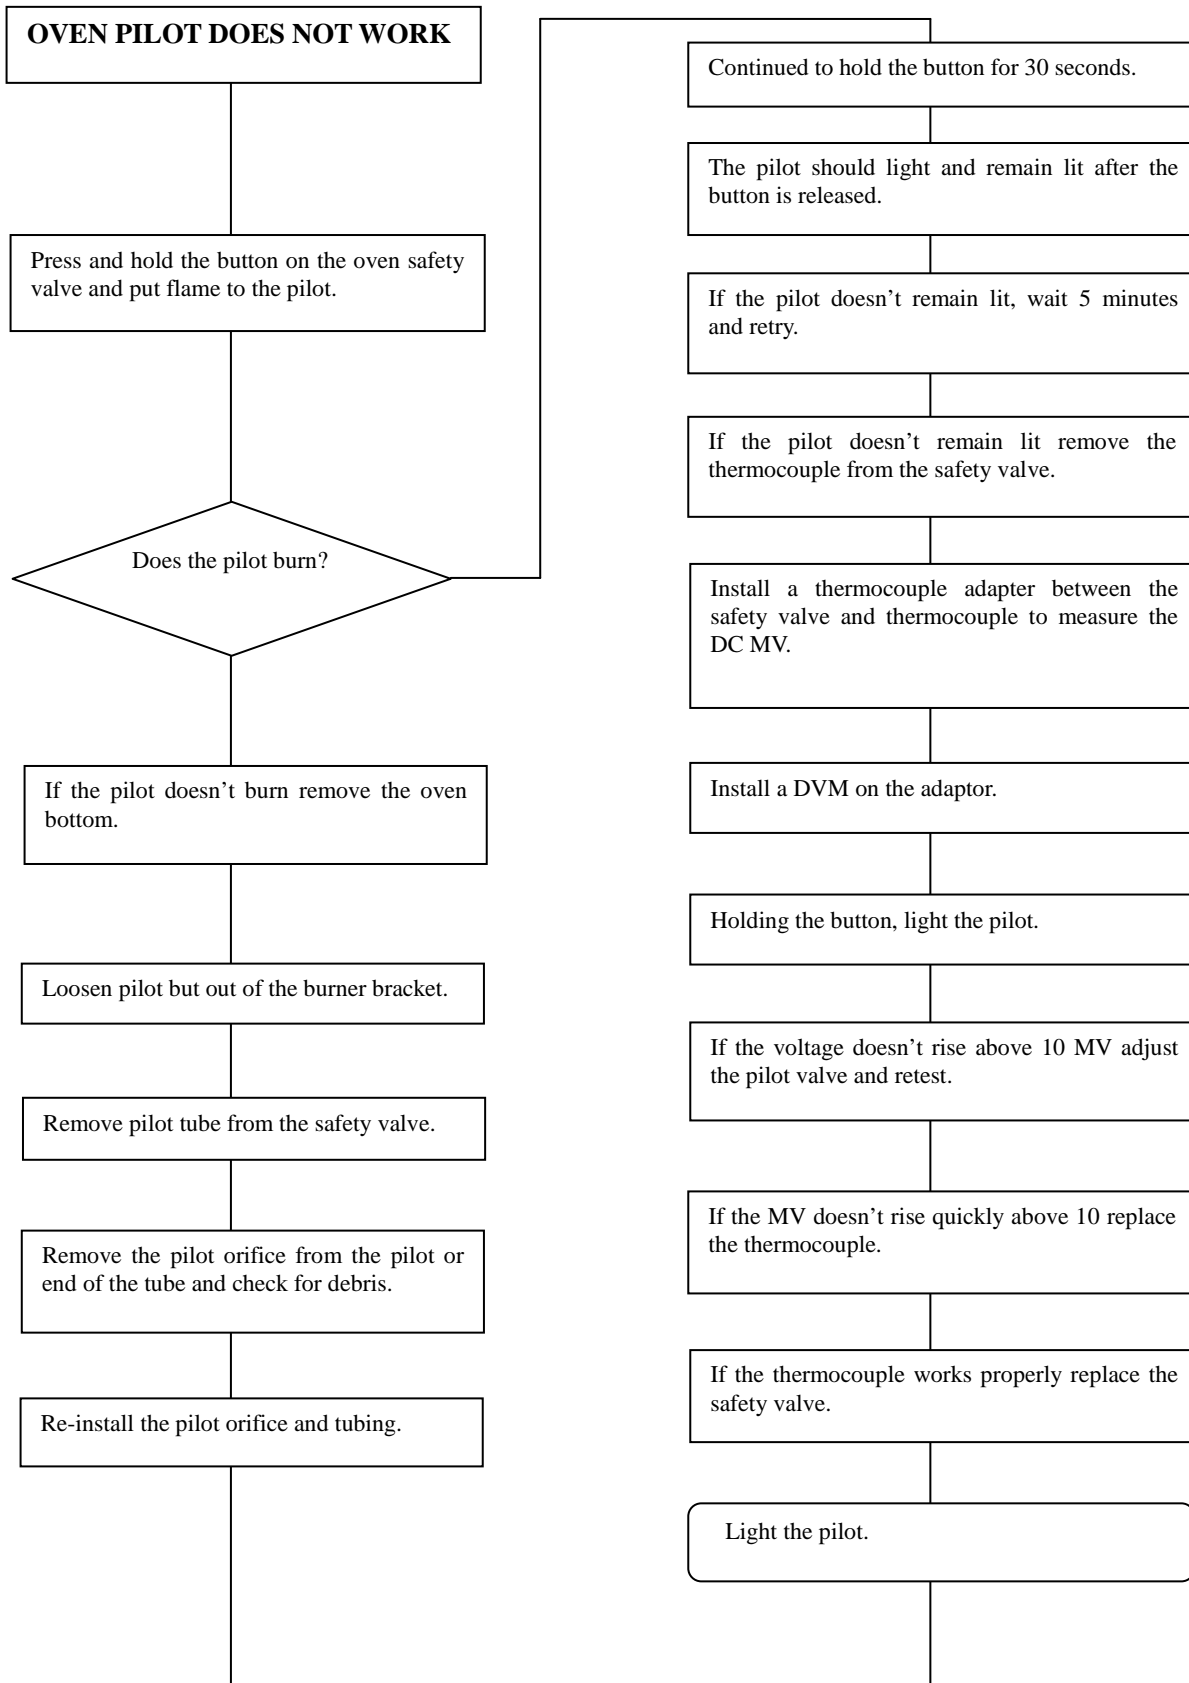 OVEN PILOT DOES NOT WORK
Press and hold the button on the oven safety
valve and put flame to the pilot.
Does the pilot burn?
If the pilot doesn’t burn remove the oven
bottom.
Loosen pilot but out of the burner bracket.
Remove pilot tube from the safety valve.
Remove the pilot orifice from the pilot or
end of the tube and check for debris.
Re-install the pilot orifice and tubing.
Continued to hold the button for 30 seconds.
The pilot should light and remain lit after the
button is released.
If the pilot doesn’t remain lit, wait 5 minutes
and retry.
If the pilot doesn’t remain lit remove the
thermocouple from the safety valve.
Install a thermocouple adapter between the
safety valve and thermocouple to measure the
DC MV.
Install a DVM on the adaptor.
Holding the button, light the pilot.
If the voltage doesn’t rise above 10 MV adjust
the pilot valve and retest.
If the MV doesn’t rise quickly above 10 replace
the thermocouple.
If the thermocouple works properly replace the
safety valve.
Light the pilot.